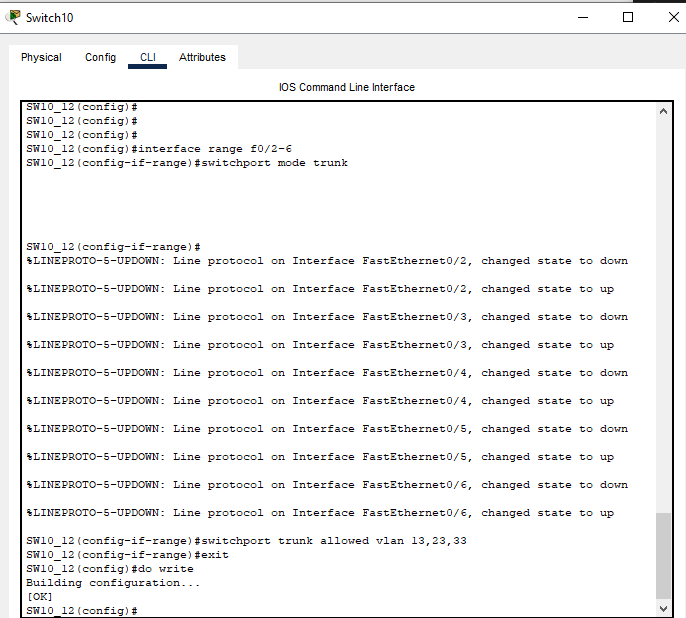 Switch10
Physical Config CLI Attributes
IOS Command Line Interface
SW10_12(config)#
SW10_12(config)#
SW10_12(config)#
SW10_12(config)#interface range f0/2-6
SW10_12(config-if-range)#switchport mode trunk
SW10_12(config-if-range)#
%LINEPROTO-5-UPDOWN: Line protocol on Interface FastEthernet0/2, changed state to down
%LINEPROTO-5-UPDOWN: Line protocol on Interface FastEthernet0/2, changed state to up
%LINEPROTO-5-UPDOWN: Line protocol on Interface FastEthernet0/3, changed state to down
%LINEPROTO-5-UPDOWN: Line protocol on Interface FastEthernet0/3, changed state to up
%LINEPROTO-5-UPDOWN: Line protocol on Interface FastEthernet0/4, changed state to down
%LINEPROTO-5-UPDOWN: Line protocol on Interface FastEthernet0/4, changed state to up
%LINEPROTO-5-UPDOWN: Line protocol on Interface FastEthernet0/5, changed state to down
%LINEPROTO-5-UPDOWN: Line protocol on Interface FastEthernet0/5, changed state to up
%LINEPROTO-5-UPDOWN: Line protocol on Interface FastEthernet0/6, changed state to down
%LINEPROTO-5-UPDOWN: Line protocol on Interface FastEthernet0/6, changed state to up
SW10_12(config-if-range)#switchport trunk allowed vlan 13,23,33
SW10_12(config-if-range)#exit
SW10_12(config)#do write
Building configuration...
[OK]
SW10_12(config)#